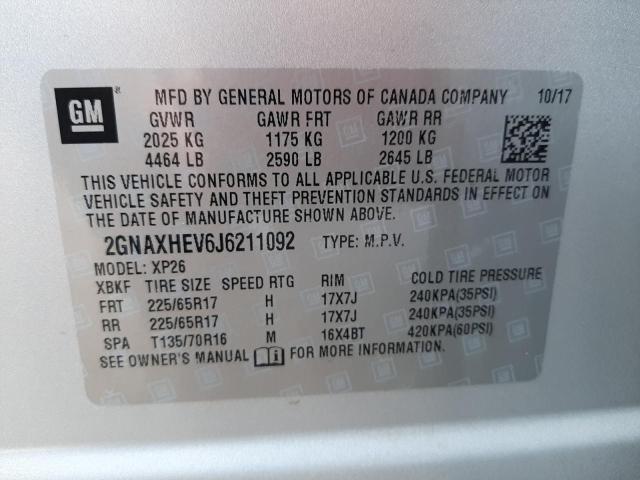 GM
MFD BY GENERAL MOTORS OF CANADA COMPANY 10/17
GVWR GAWR FRT GAWR RR
2025 KG 1175 KG 1200 KG
4464 LB 2590 LB 2645 LB
THIS VEHICLE CONFORMS TO ALL APPLICABLE U.S. FEDERAL MOTOR
VEHICLE SAFETY AND THEFT PREVENTION STANDARDS IN EFFECT ON
THE DATE OF MANUFACTURE SHOWN ABOVE.
2GNAXHEV6J6211092 TYPE: M.P.V.
MODEL: XP26
XBKF TIRE SIZE SPEED RTG RIM COLD TIRE PRESSURE
FRT 225/65R17 H 17X7J 240KPA(35PSI)
RR 225/65R17 H 17X7J 240KPA(35PSI)
SPA T135/70R16 M 16X4BT 420KPA(60PSI)
SEE OWNER'S MANUAL FOR MORE INFORMATION.